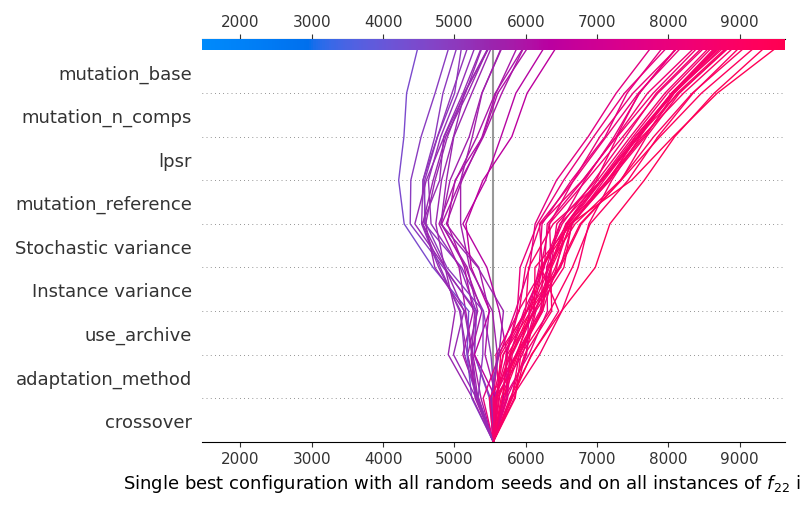 2000 3000 4000 5000 6000 7000 8000 9000
mutation_base
mutation_n_comps
lpsr
mutation_reference
Stochastic variance
Instance variance
use_archive
adaptation_method
crossover
2000 3000 4000 5000 6000 7000 8000 9000
Single best configuration with all random seeds and on all instances of f22 i